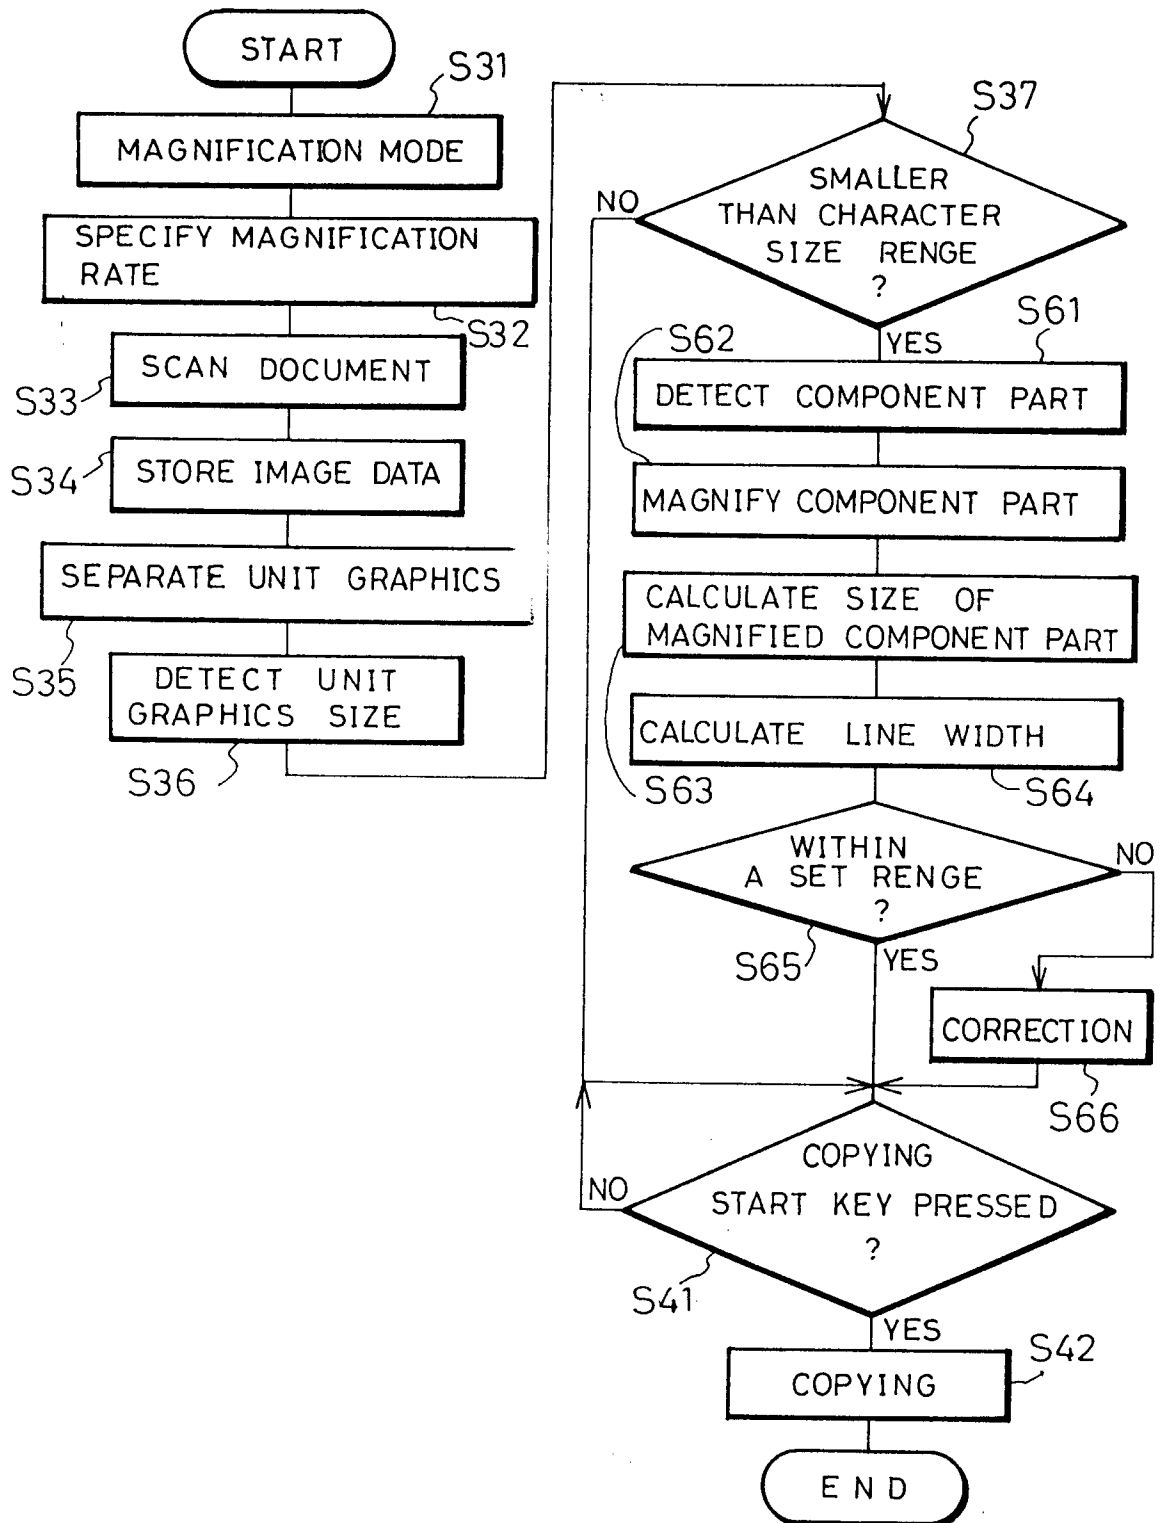 START
S31
MAGNIFICATION MODE
SPECIFY MAGNIFICATION
RATE
S32
SCAN DOCUMENT
S33
STORE IMAGE DATA
S34
SEPARATE UNIT GRAPHICS
S35
DETECT UNIT
GRAPHICS SIZE
S36
S37
SMALLER
THAN CHARACTER
SIZE RENGE
?
NO
YES
S61
S62
DETECT COMPONENT PART
MAGNIFY COMPONENT PART
CALCULATE SIZE OF
MAGNIFIED COMPONENT PART
CALCULATE LINE WIDTH
S63
S64
WITHIN
A SET RENGE
?
NO
S65
YES
CORRECTION
S66
COPYING
START KEY PRESSED
?
NO
S41
YES
S42
COPYING
END